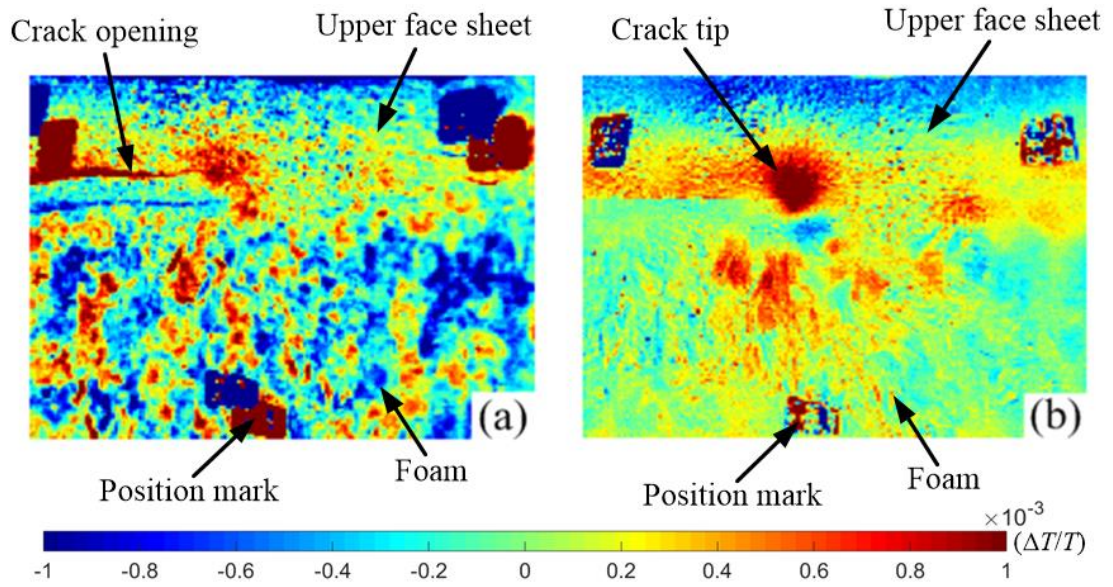 Crack opening
Upper face sheet
Crack tip
Upper face sheet
(a)
(b)
Position mark
Foam
Position mark
Foam
×10⁻³
-1 -0.8 -0.6 -0.4 -0.2 0 0.2 0.4 0.6 0.8 1 (ΔT/T)